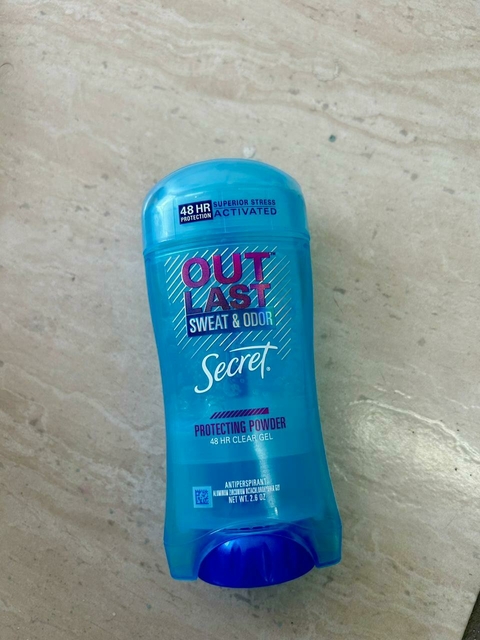 48 HR
PROTECTION
SUPERIOR STRESS
ACTIVATED
OUT
LAST™
SWEAT & ODOR
Secret®
PROTECTING POWDER
48 HR CLEAR GEL
ANTIPERSPIRANT
NET WT. 2.6 OZ